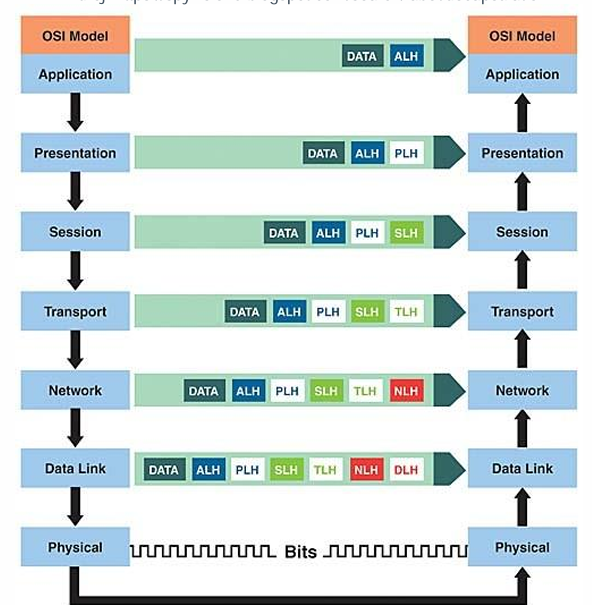 OSI Model
OSI Model
DATA ALH
Application
Application
Presentation
DATA ALH PLH
Presentation
Session
DATA ALH PLH SLH
Session
Transport
DATA ALH PLH SLH TLH
Transport
Network
DATA ALH PLH SLH TLH NLH
Network
Data Link
DATA ALH PLH SLH TLH NLH DLH
Data Link
Physical
Bits
Physical